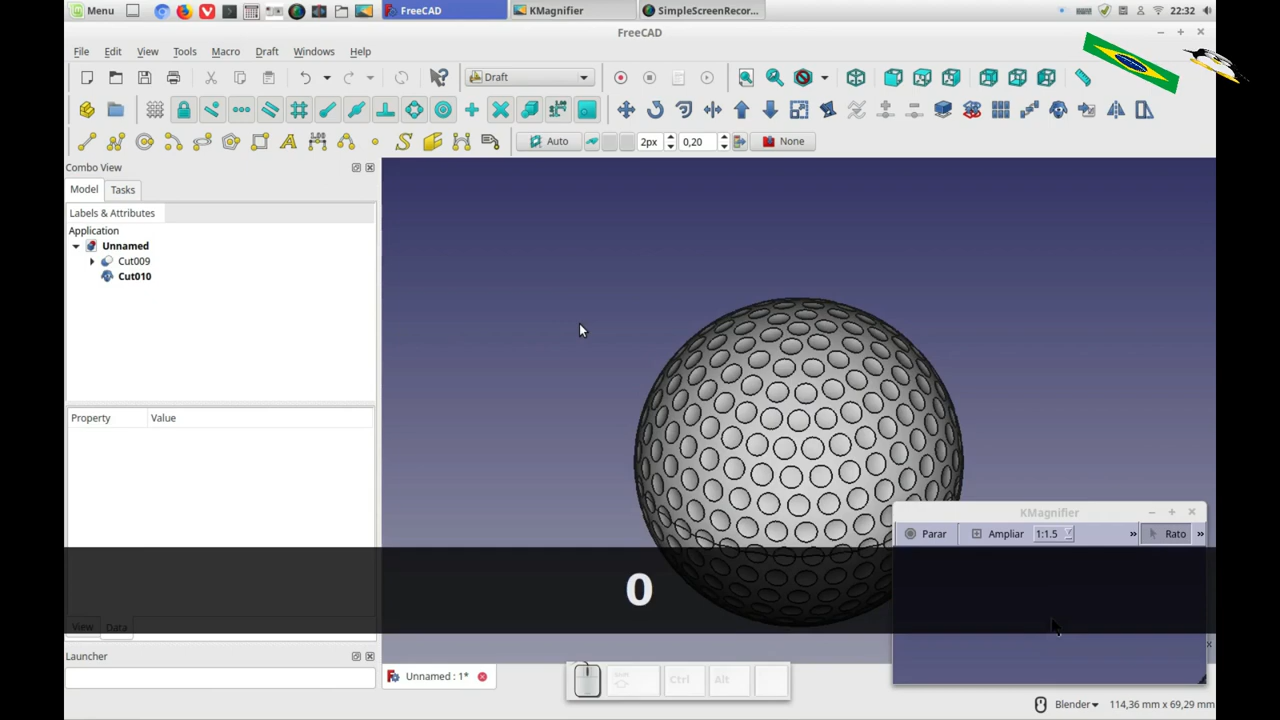 Menu
FreeCAD
KMagnifier
SimpleScreenRecor...
22:32
FreeCAD
File Edit View Tools Macro Draft Windows Help
Draft
Auto
2px
0,20
None
Combo View
Model Tasks
Labels & Attributes
Application
Unnamed
Cut009
Cut010
Property Value
KMagnifier
Parar Ampliar 1:1.5 » Rato »
0
View Data
Launcher
Unnamed : 1*
Ctrl Alt
Blender 114,36 mm x 69,29 mm